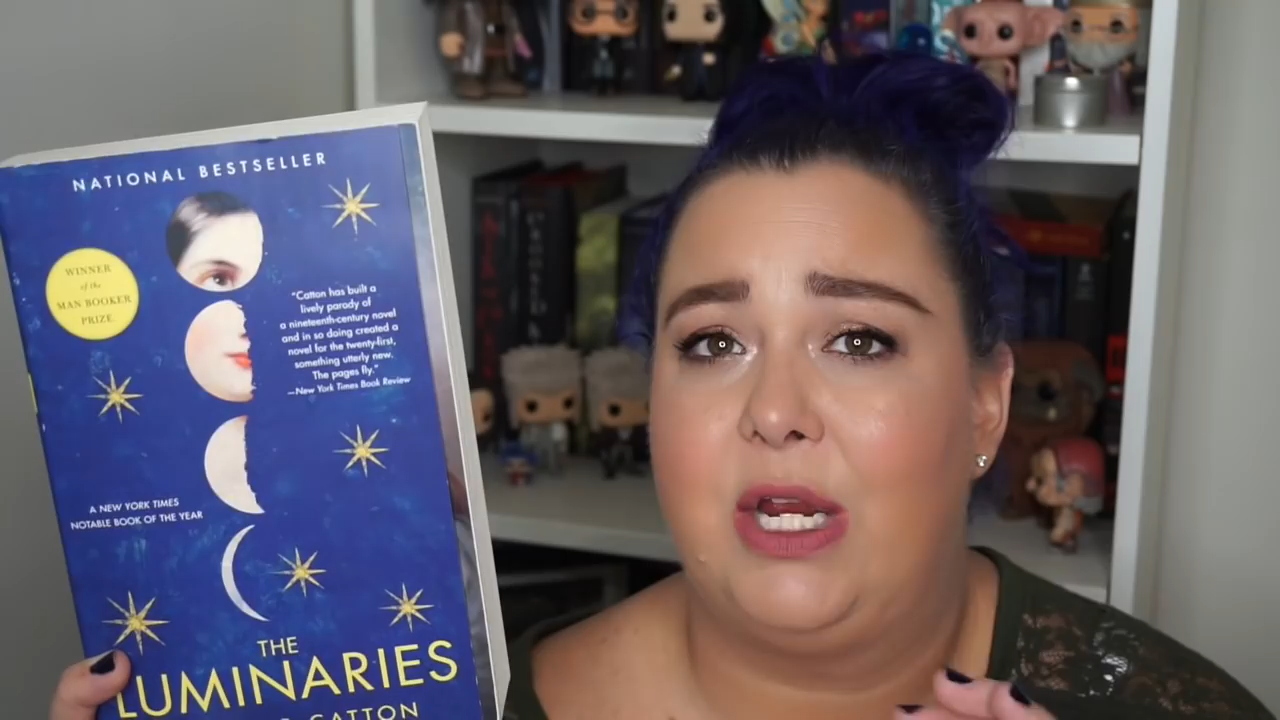 NATIONAL BESTSELLER
WINNER
of the
MAN BOOKER
PRIZE
"Catton has built a
lively parody of
a nineteenth-century novel
and in so doing created a
novel for the twenty-first,
something utterly new.
The pages fly."
—New York Times Book Review
A NEW YORK TIMES
NOTABLE BOOK OF THE YEAR
THE
LUMINARIES
CATTON